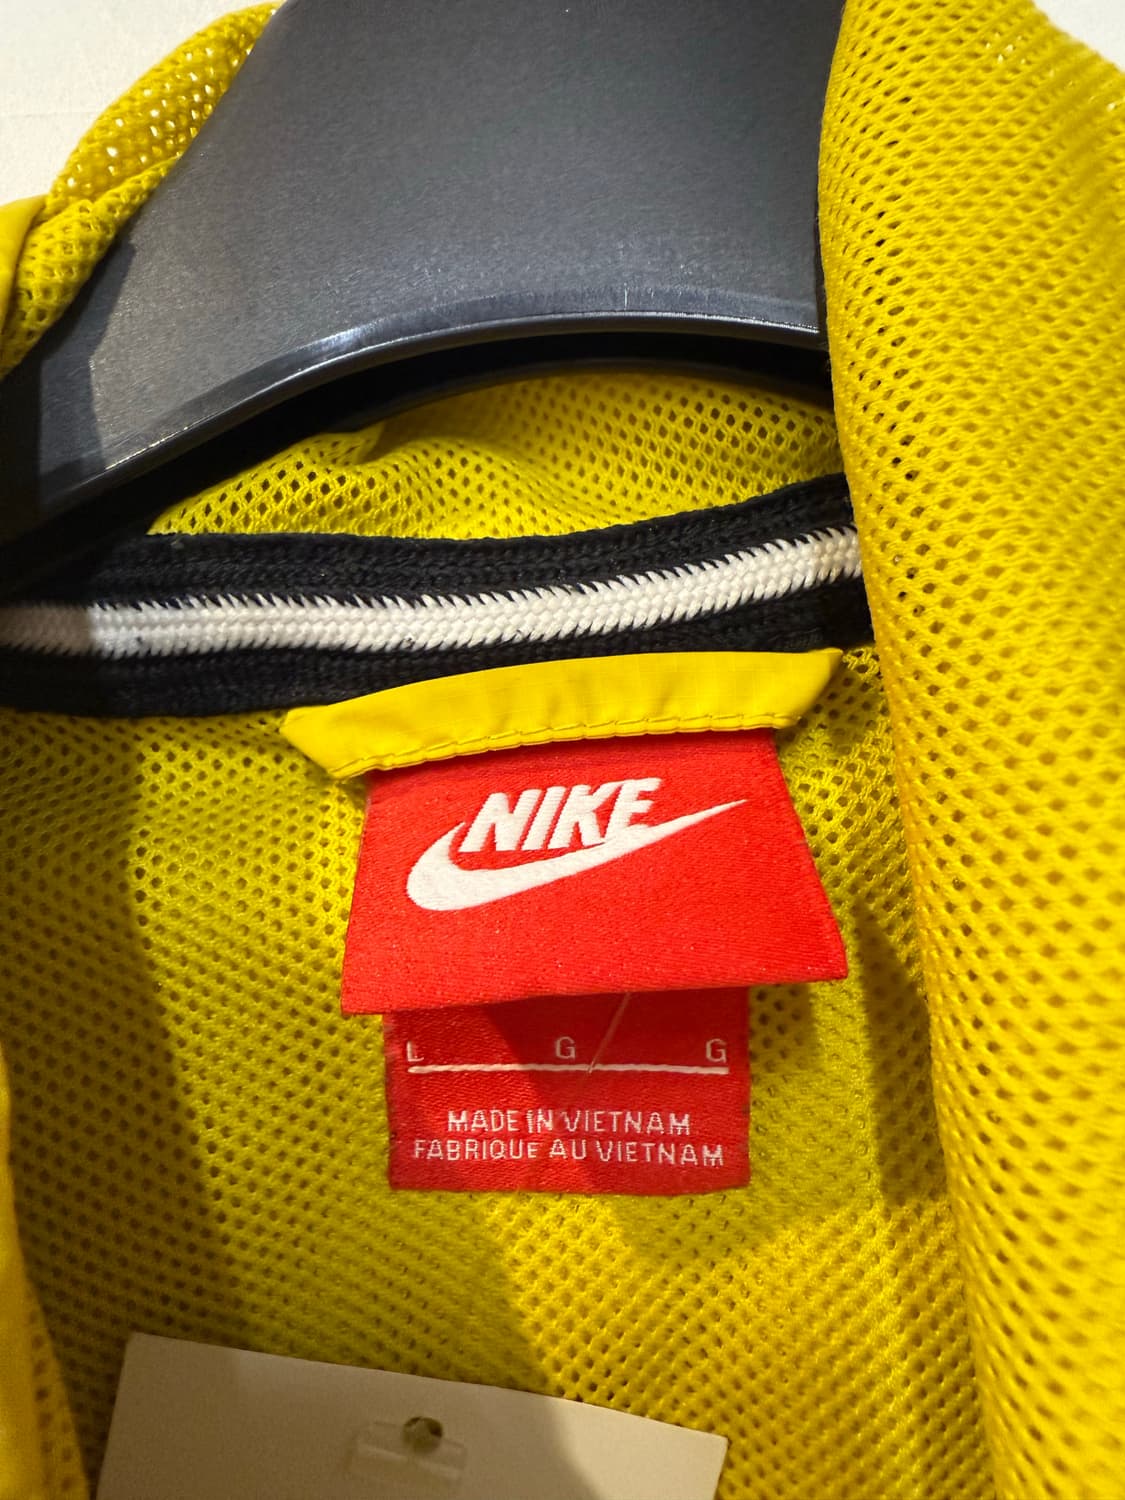 NIKE
L G G
MADE IN VIETNAM
FABRIQUE AU VIETNAM